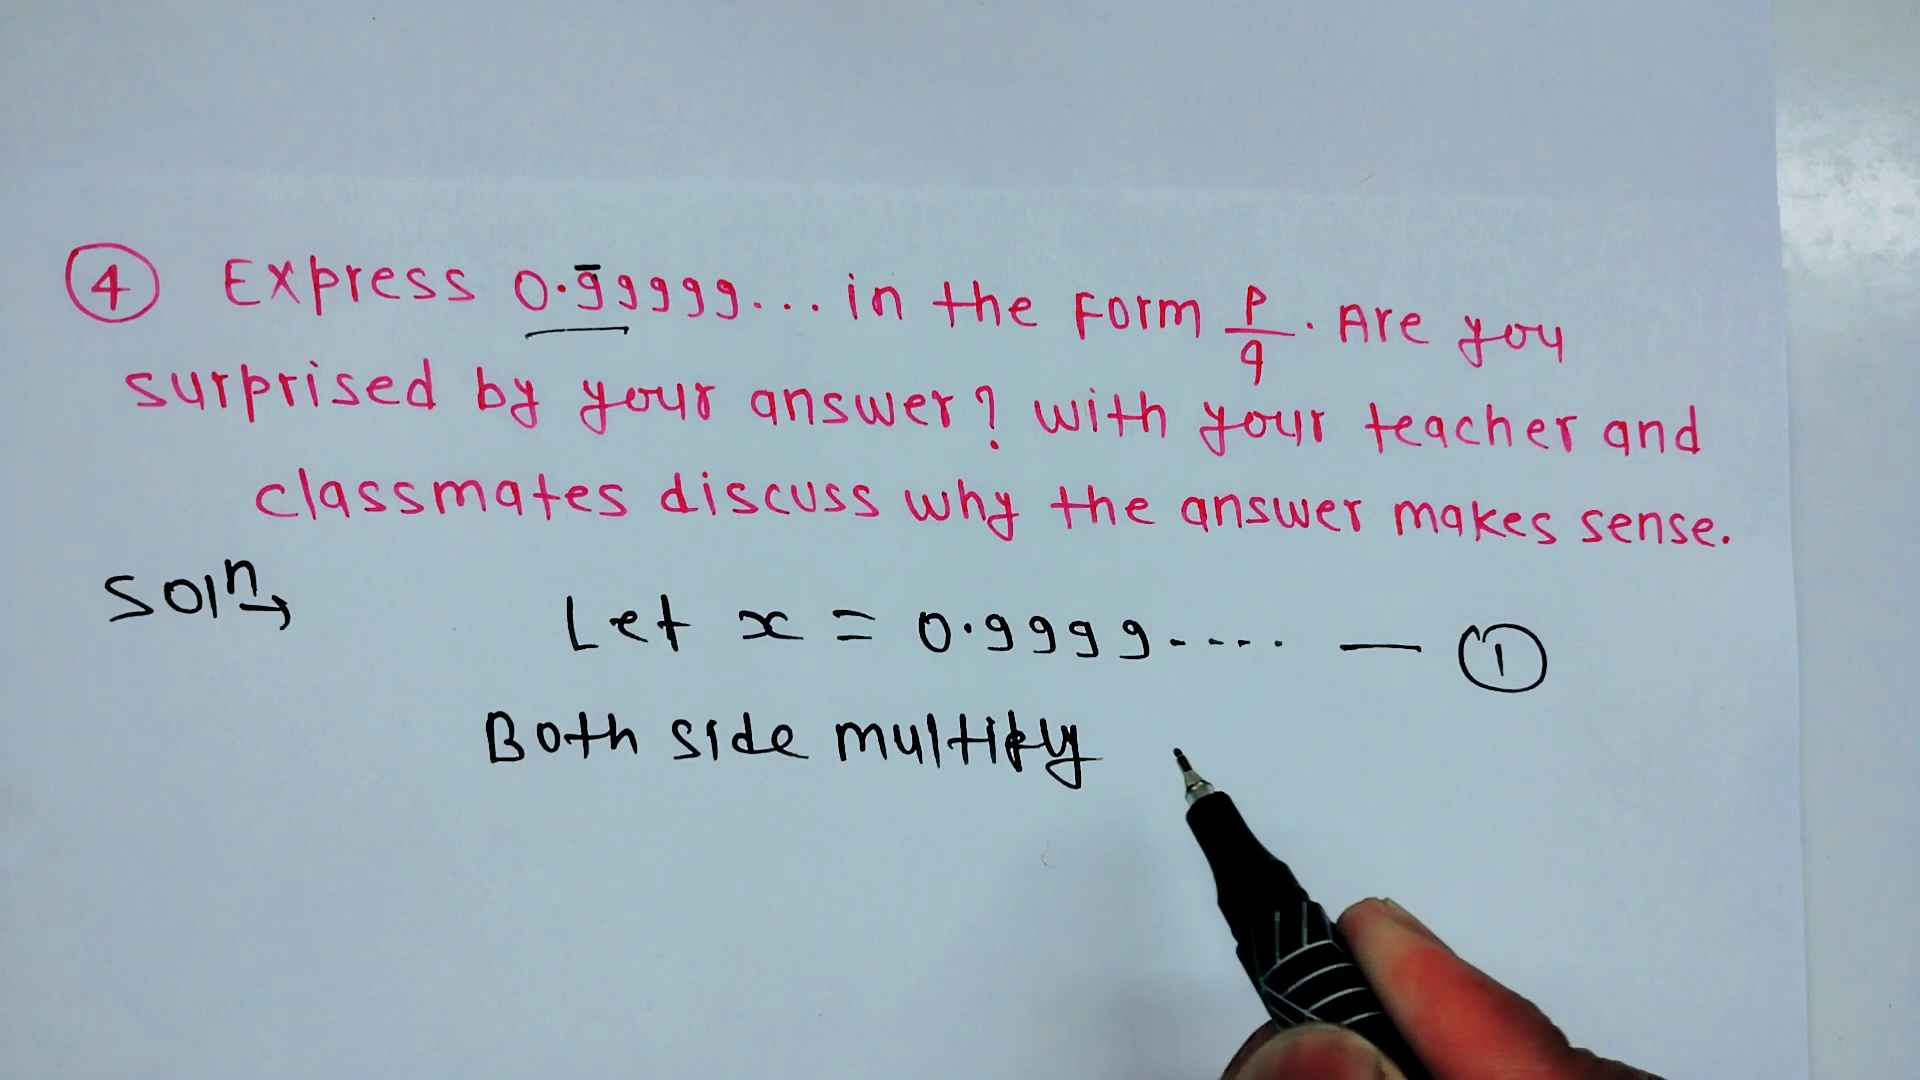 ④ Express 0.9̅9999... in the form p/q. Are you
surprised by your answer? with your teacher and
classmates discuss why the answer makes sense.
Solⁿ→ Let x = 0.9999..... — ①
Both side multiply